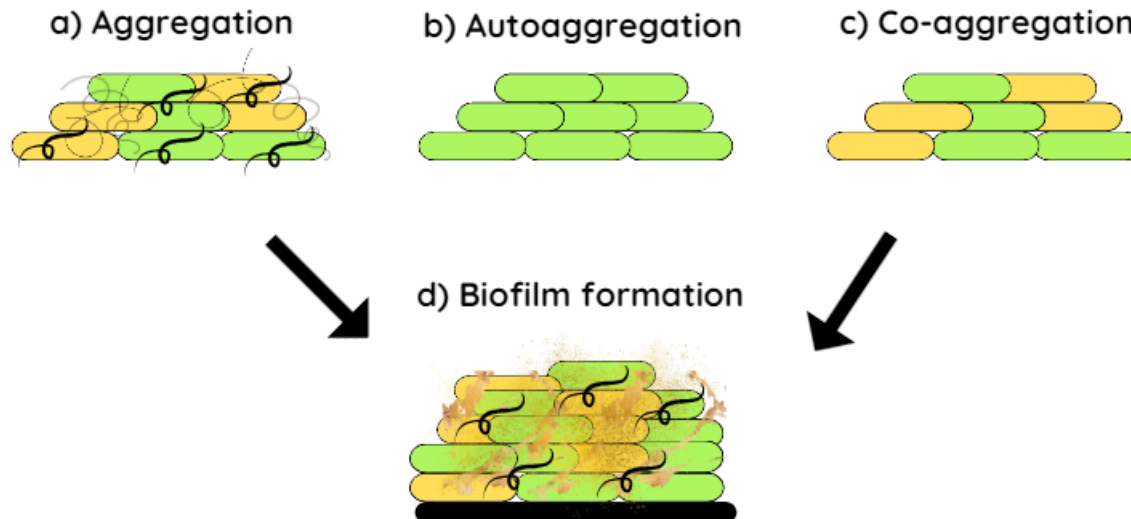 a) Aggregation
b) Autoaggregation
c) Co-aggregation
d) Biofilm formation